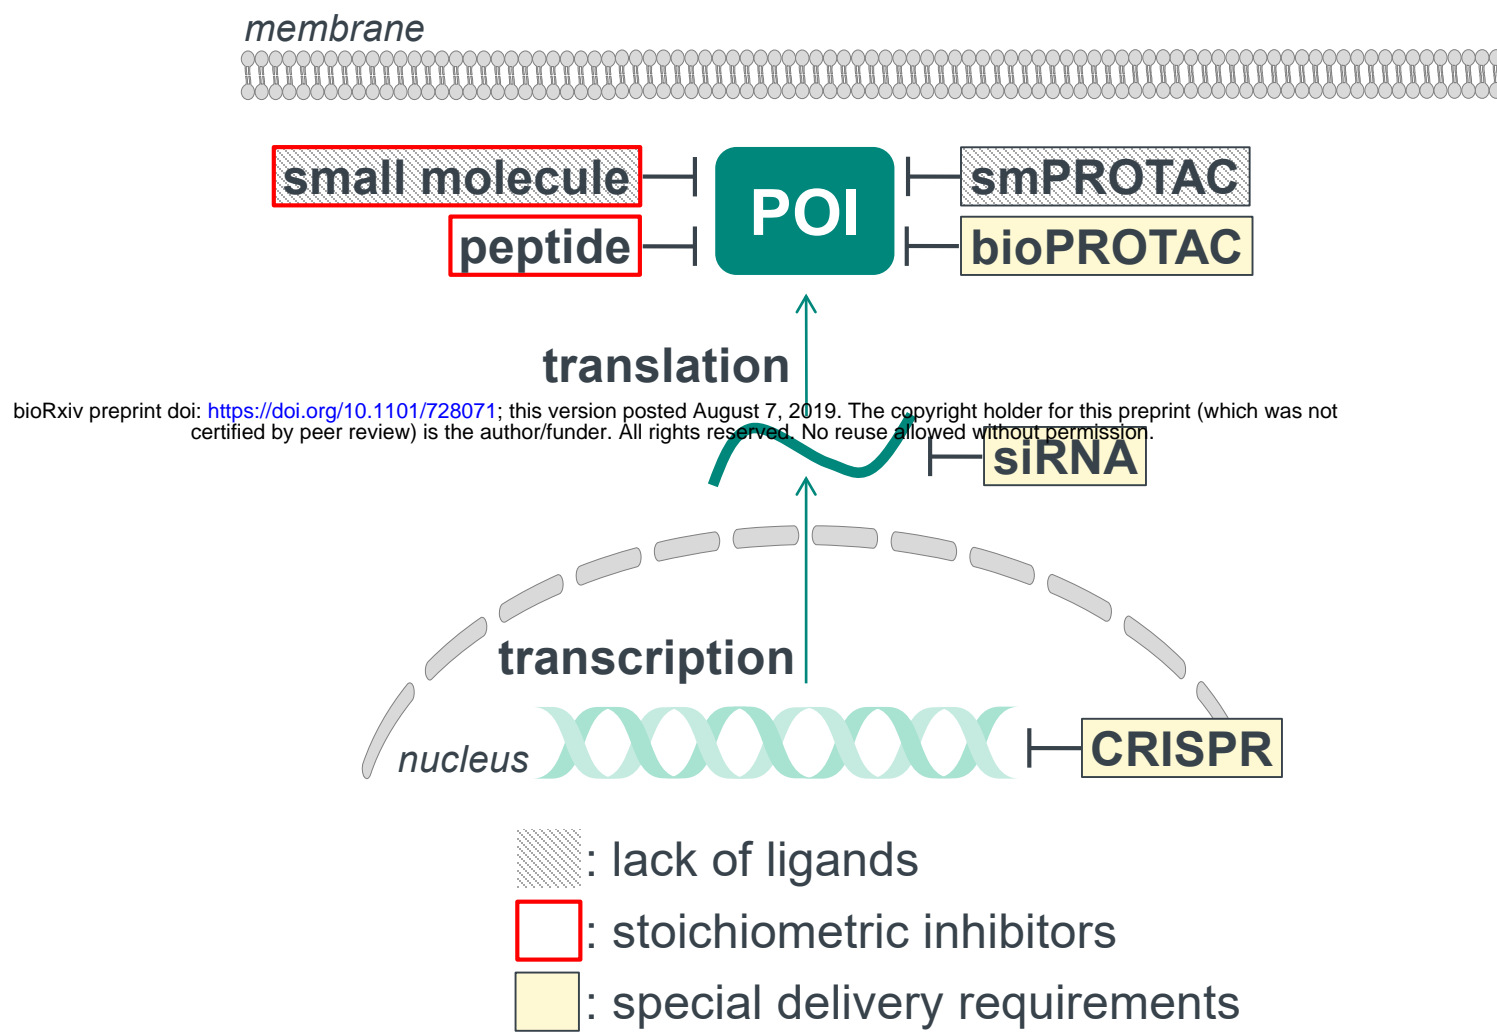 membrane
small molecule
POI
smPROTAC
peptide
bioPROTAC
translation
bioRxiv preprint doi: https://doi.org/10.1101/728071; this version posted August 7, 2019. The copyright holder for this preprint (which was not
certified by peer review) is the author/funder. All rights reserved. No reuse allowed without permission.
siRNA
transcription
nucleus
CRISPR
: lack of ligands
: stoichiometric inhibitors
: special delivery requirements